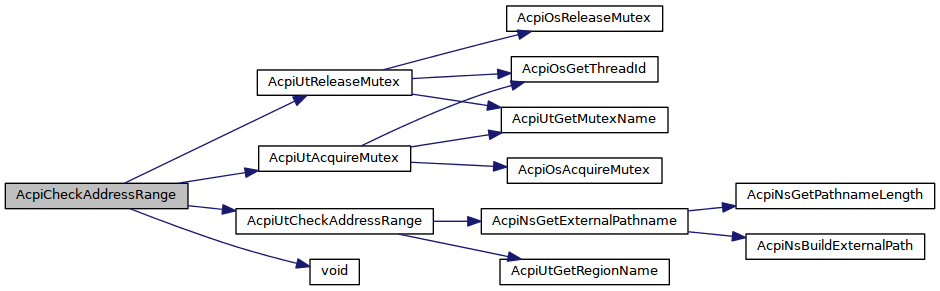 AcpiOsReleaseMutex
AcpiUtReleaseMutex
AcpiOsGetThreadId
AcpiUtGetMutexName
AcpiUtAcquireMutex
AcpiOsAcquireMutex
AcpiCheckAddressRange
AcpiNsGetPathnameLength
AcpiUtCheckAddressRange
AcpiNsGetExternalPathname
AcpiNsBuildExternalPath
void
AcpiUtGetRegionName